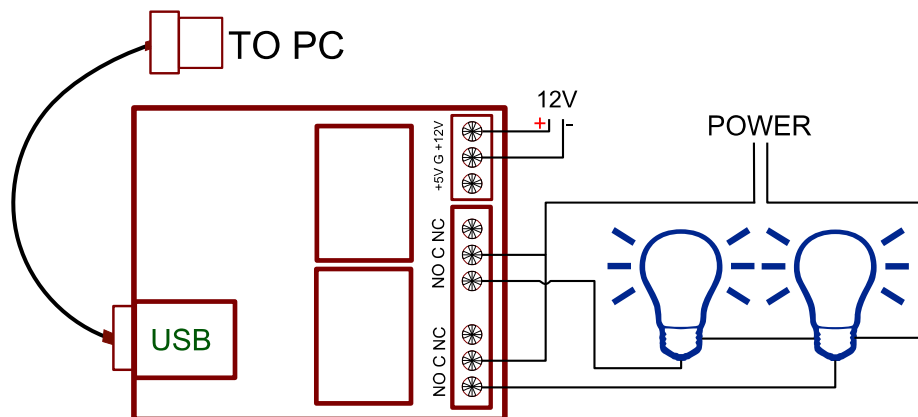 TO PC
12V
+ -
POWER
+5V G +12V
NO C NC
NO C NC
USB